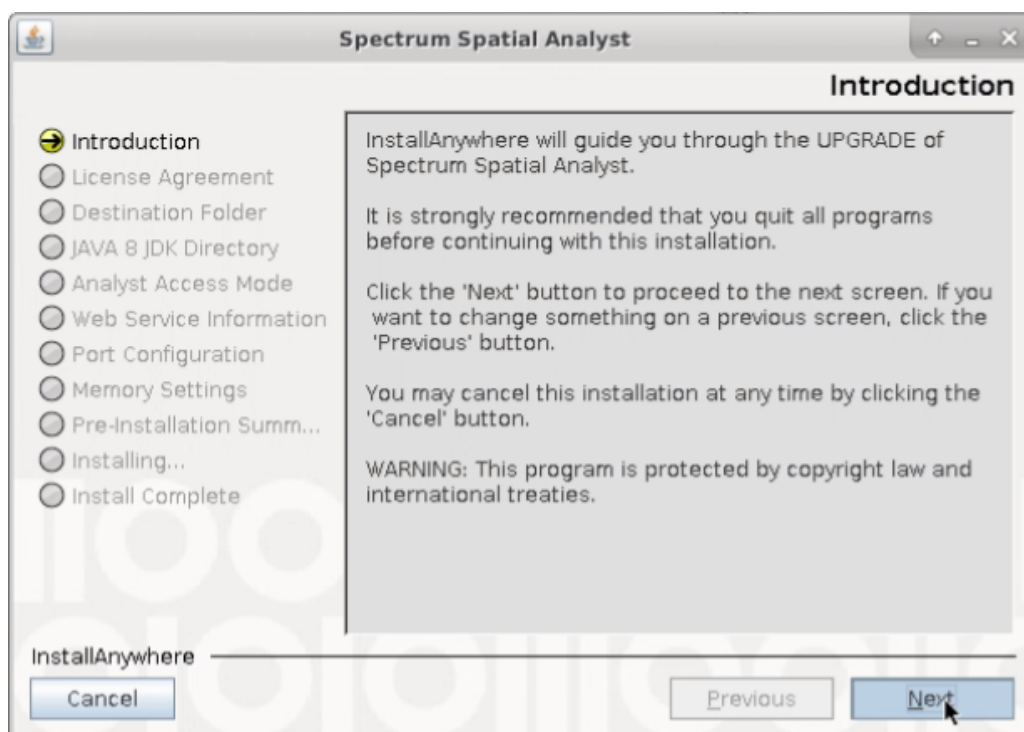 Spectrum Spatial Analyst
Introduction
Introduction
License Agreement
Destination Folder
JAVA 8 JDK Directory
Analyst Access Mode
Web Service Information
Port Configuration
Memory Settings
Pre-Installation Summ...
Installing...
Install Complete
InstallAnywhere will guide you through the UPGRADE of
Spectrum Spatial Analyst.
It is strongly recommended that you quit all programs
before continuing with this installation.
Click the 'Next' button to proceed to the next screen. If you
want to change something on a previous screen, click the
'Previous' button.
You may cancel this installation at any time by clicking the
'Cancel' button.
WARNING: This program is protected by copyright law and
international treaties.
InstallAnywhere
Cancel
Previous
Next